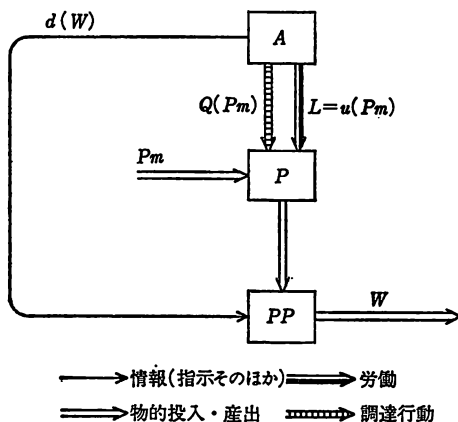 d(W)
A
Q(Pm)
L=u(Pm)
Pm
P
PP
W
情報(指示そのほか)
労働
物的投入・産出
調達行動